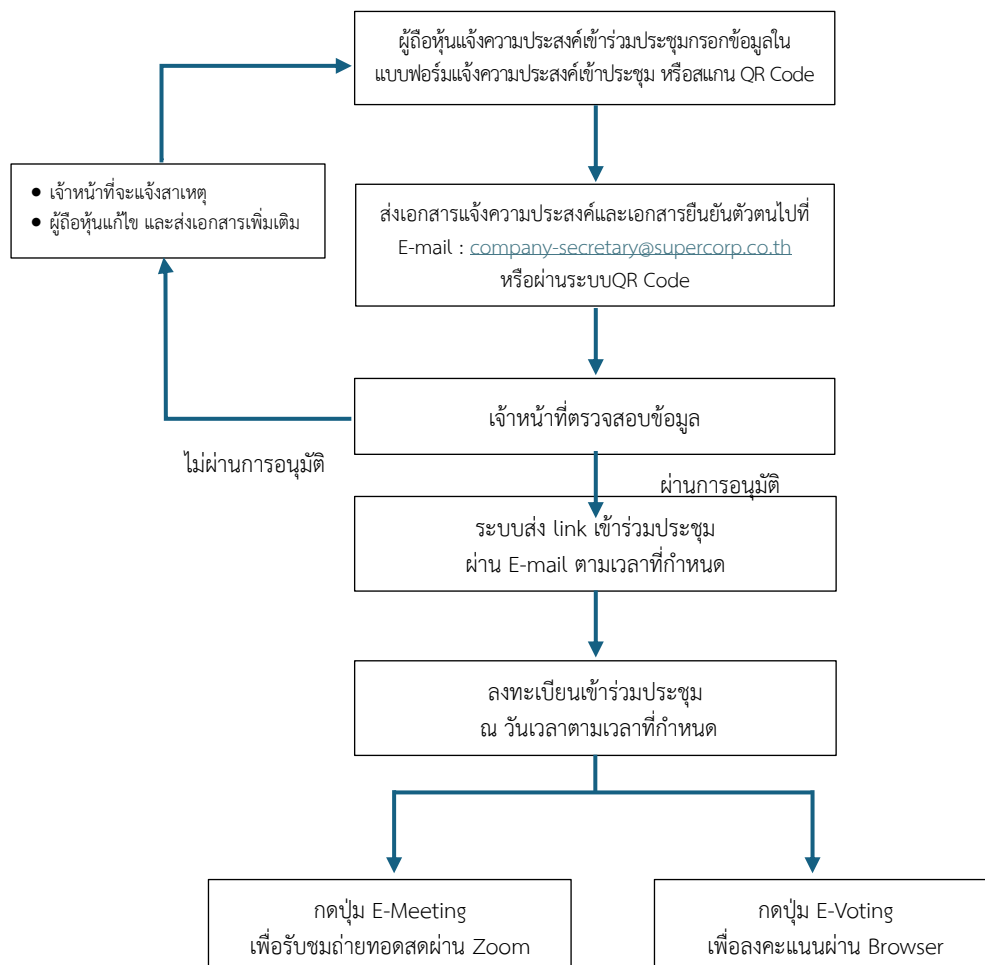 ผู้ถือหุ้นแจ้งความประสงค์เข้าร่วมประชุมกรอกข้อมูลใน
แบบฟอร์มแจ้งความประสงค์เข้าประชุม หรือสแกน QR Code
● เจ้าหน้าที่จะแจ้งสาเหตุ
● ผู้ถือหุ้นแก้ไข และส่งเอกสารเพิ่มเติม
ส่งเอกสารแจ้งความประสงค์และเอกสารยืนยันตัวตนไปที่
E-mail : company-secretary@supercorp.co.th
หรือผ่านระบบQR Code
เจ้าหน้าที่ตรวจสอบข้อมูล
ไม่ผ่านการอนุมัติ
ผ่านการอนุมัติ
ระบบส่ง link เข้าร่วมประชุม
ผ่าน E-mail ตามเวลาที่กำหนด
ลงทะเบียนเข้าร่วมประชุม
ณ วันเวลาตามเวลาที่กำหนด
กดปุ่ม E-Meeting
เพื่อรับชมถ่ายทอดสดผ่าน Zoom
กดปุ่ม E-Voting
เพื่อลงคะแนนผ่าน Browser